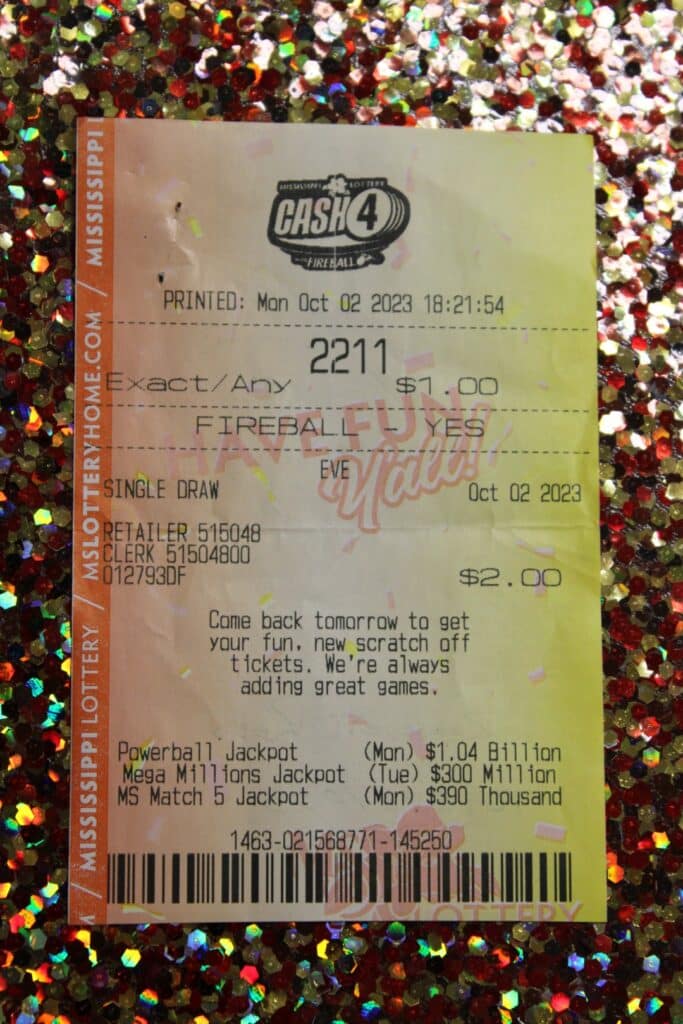 MISSISSIPPI LOTTERY
CASH 4
FIREBALL
PRINTED: Mon Oct 02 2023 18:21:54
2211
Exact/Any $1.00
FIREBALL - YES
HAVE FUN
Y'all!
EVE
SINGLE DRAW Oct 02 2023
RETAILER 515048
CLERK 51504800
012793DF $2.00
Come back tomorrow to get
your fun, new scratch off
tickets. We're always
adding great games.
Powerball Jackpot (Mon) $1.04 Billion
Mega Millions Jackpot (Tue) $300 Million
MS Match 5 Jackpot (Mon) $390 Thousand
1463-021568771-145250
LOTTERY
M / MISSISSIPPI LOTTERY / MSLOTTERYHOME.COM / MISSISSIPPI